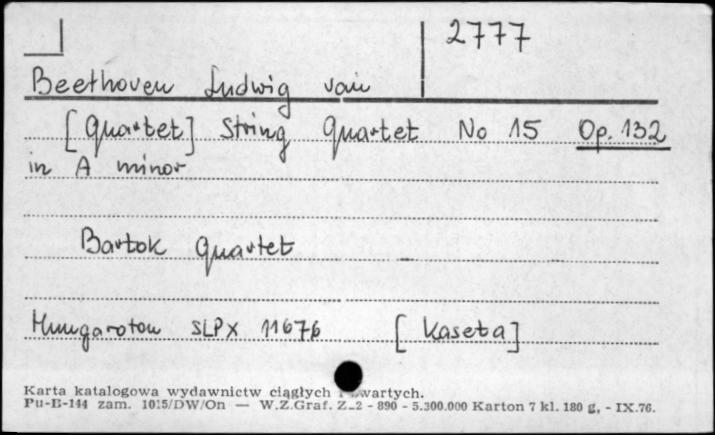 2777
Beethoven Ludwig van
[Quartet] String Quartet No 15 Op. 132
in A minor
Bartok Quartet
Hungaroton SLPX 11676 [Kaseta]
Karta katalogowa wydawnictw ciągłych i zwartych.
Pu-B-144 zam. 1015/DW/On — W.Z.Graf. Z-2 - 890 - 5.300.000 Karton 7 kl. 180 g, - IX.76.